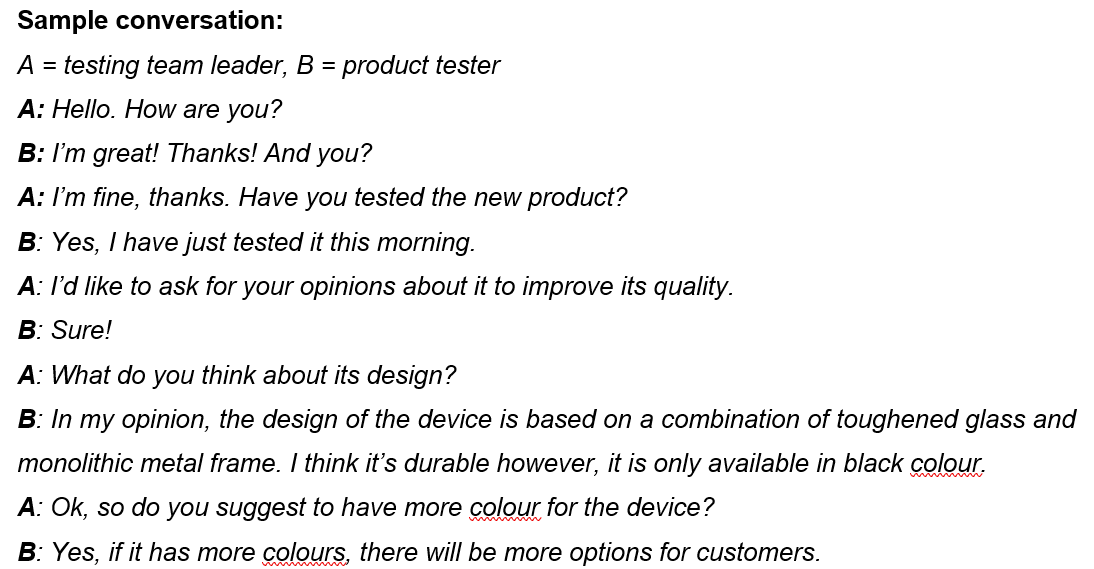 Sample conversation:
A = testing team leader, B = product tester
A: Hello. How are you?
B: I’m great! Thanks! And you?
A: I’m fine, thanks. Have you tested the new product?
B: Yes, I have just tested it this morning.
A: I’d like to ask for your opinions about it to improve its quality.
B: Sure!
A: What do you think about its design?
B: In my opinion, the design of the device is based on a combination of toughened glass and
monolithic metal frame. I think it’s durable however, it is only available in black colour.
A: Ok, so do you suggest to have more colour for the device?
B: Yes, if it has more colours, there will be more options for customers.